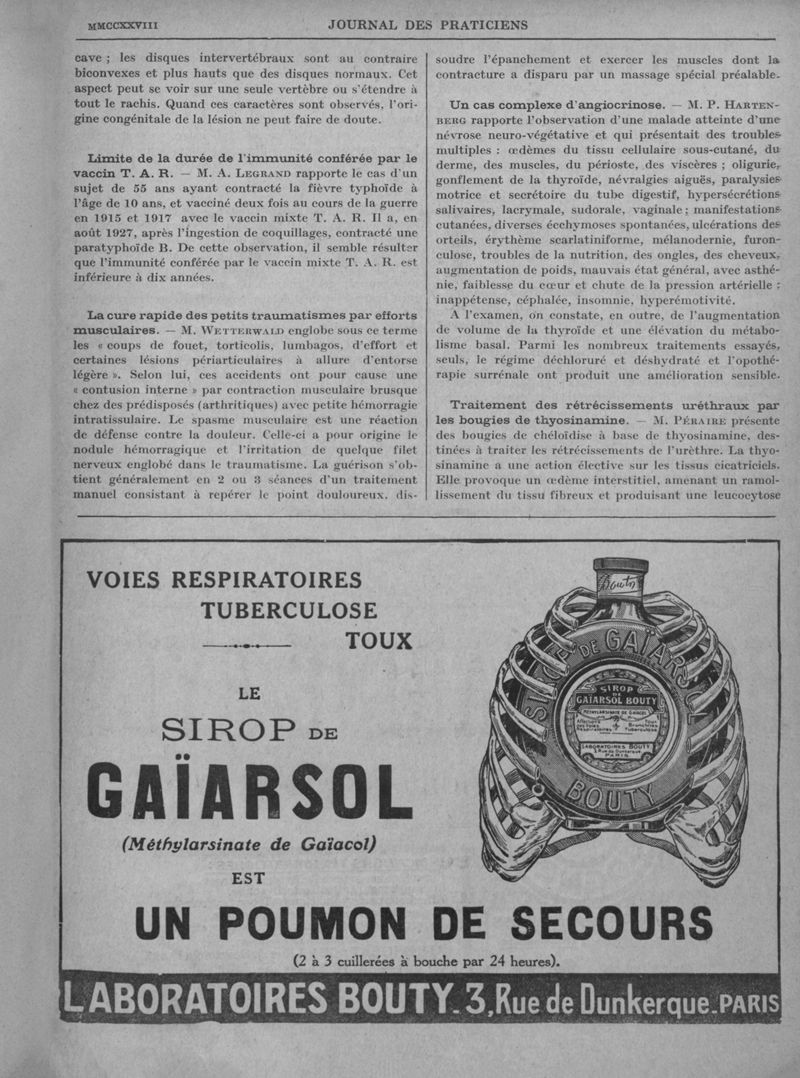 MMCCXXVIII
JOURNAL DES PRATICIENS
cave ; les disques intervertébraux sont au contraire
biconvexes et plus hauts que des disques normaux. Cet
aspect peut se voir sur une seule vertèbre ou s'étendre à
tout le rachis. Quand ces caractères sont observés, l'ori-
gine congénitale de la lésion ne peut faire de doute.
Limite de la durée de l'immunité conférée par le
vaccin T. A. R. — M. A. LEGRAND rapporte le cas d'un
sujet de 55 ans ayant contracté la fièvre typhoïde à
l'âge de 10 ans, et vacciné deux fois au cours de la guerre
en 1915 et 1917 avec le vaccin mixte T. A. R. Il a, en
août 1927, après l'ingestion de coquillages, contracté une
paratyphoïde B. De cette observation, il semble résulter
que l'immunité conférée par le vaccin mixte T. A. R. est
inférieure à dix années.
La cure rapide des petits traumatismes par efforts
musculaires. — M. WETTERWALD englobe sous ce terme
les « coups de fouet, torticolis, lumbagos, d'effort et
certaines lésions périarticulaires à allure d'entorse
légère ». Selon lui, ces accidents ont pour cause une
« contusion interne » par contraction musculaire brusque
chez des prédisposés (arthritiques) avec petite hémorragie
intratissulaire. Le spasme musculaire est une réaction
de défense contre la douleur. Celle-ci a pour origine le
nodule hémorragique et l'irritation de quelque filet
nerveux englobé dans le traumatisme. La guérison s'ob-
tient généralement en 2 ou 3 séances d'un traitement
manuel consistant à repérer le point douloureux, dis-
soudre l'épanchement et exercer les muscles dont la
contracture a disparu par un massage spécial préalable.
Un cas complexe d'angiocrinose. — M. P. HARTEN-
BERG rapporte l'observation d'une malade atteinte d'une
névrose neuro-végétative et qui présentait des troubles
multiples : œdèmes du tissu cellulaire sous-cutané, du
derme, des muscles, du périoste, des viscères ; oligurie,
gonflement de la thyroïde, névralgies aiguës, paralysies
motrice et secrétoire du tube digestif, hypersécrétions
salivaires, lacrymale, sudorale, vaginale ; manifestations
cutanées, diverses écchymoses spontanées, ulcérations des
orteils, érythème scarlatiniforme, mélanodermie, furon-
culose, troubles de la nutrition, des ongles, des cheveux,
augmentation de poids, mauvais état général, avec asthé-
nie, faiblesse du cœur et chute de la pression artérielle :
inappétense, céphalée, insomnie, hyperémotivité.
A l'examen, on constate, en outre, de l'augmentation
de volume de la thyroïde et une élévation du métabo-
lisme basal. Parmi les nombreux traitements essayés,
seuls, le régime déchloruré et déshydraté et l'opothé-
rapie surrénale ont produit une amélioration sensible.
Traitement des rétrécissements uréthraux par
les bougies de thyosinamine. — M. PÉRAIRE présente
des bougies de chéloïdise à base de thyosinamine, des-
tinées à traiter les rétrécissements de l'urèthre. La thyo-
sinamine a une action élective sur les tissus cicatriciels.
Elle provoque un œdème interstitiel, amenant un ramol-
lissement du tissu fibreux et produisant une leucocytose
VOIES RESPIRATOIRES
TUBERCULOSE
TOUX
LE
SIROP DE
GAÏARSOL
(Méthylarsinate de Gaïacol)
EST
UN POUMON DE SECOURS
(2 à 3 cuillerées à bouche par 24 heures).
Bouty
SIROP DE GAÏARSOL
SIROP
DE
GAÏARSOL BOUTY
MÉTHYLARSINATE DE GAÏACOL
Affections Toux
des Voies Bronchites
Respiratoires Tuberculose
LABORATOIRES BOUTY
3 Rue de Dunkerque
PARIS
BOUTY
LABORATOIRES BOUTY. 3, Rue de Dunkerque. PARIS